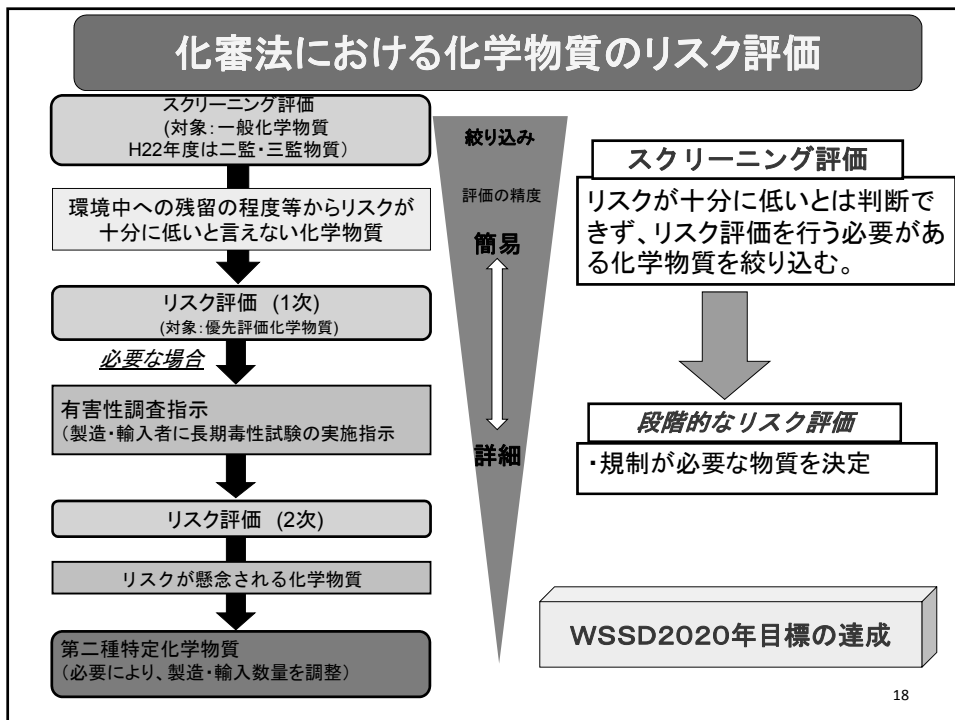 化審法における化学物質のリスク評価
スクリーニング評価
(対象：一般化学物質
H22年度は二監・三監物質）
環境中への残留の程度等からリスクが
十分に低いと言えない化学物質
リスク評価 (1次)
(対象：優先評価化学物質)
必要な場合
有害性調査指示
（製造・輸入者に長期毒性試験の実施指示
リスク評価 (2次)
リスクが懸念される化学物質
第二種特定化学物質
（必要により、製造・輸入数量を調整）
絞り込み
評価の精度
簡易
詳細
スクリーニング評価
リスクが十分に低いとは判断で
きず、リスク評価を行う必要があ
る化学物質を絞り込む。
段階的なリスク評価
・規制が必要な物質を決定
WSSD2020年目標の達成
18